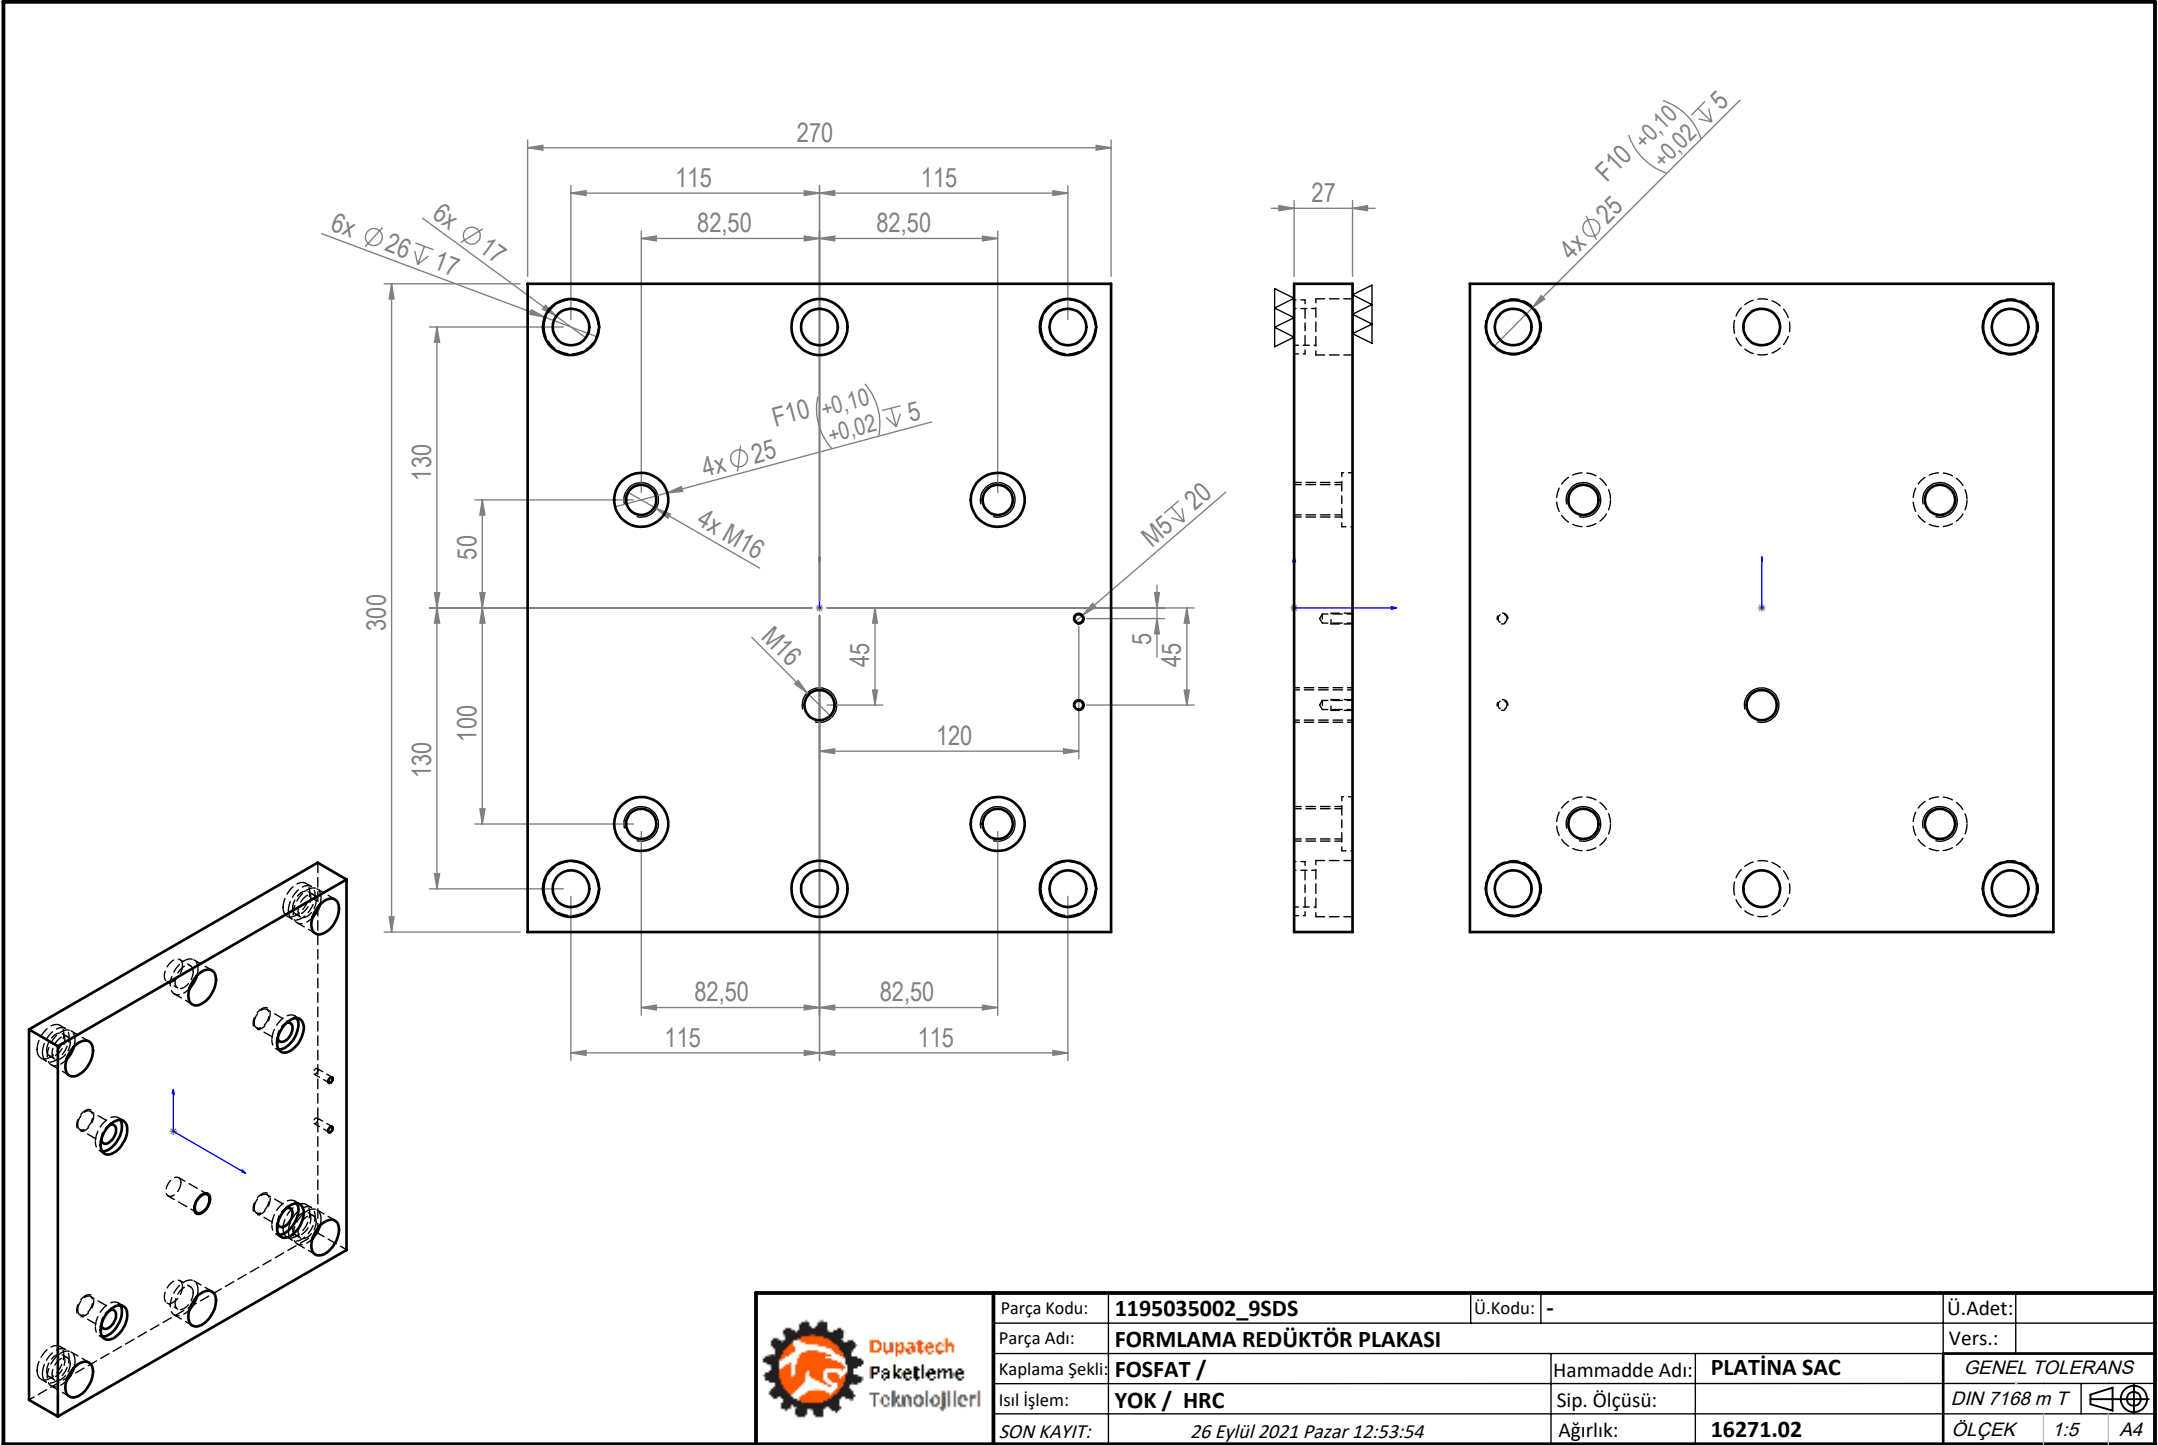 270
115 115
82,50 82,50
6x ∅26↧17
6x ∅17
27
4x∅25 F10 (+0,10 +0,02) ↧5
4x∅25 F10 (+0,10 +0,02) ↧5
4x M16
M5↧20
M16
300
130
50
130
100
45
5
45
120
82,50 82,50
115 115
Dupatech
Paketleme
Teknolojileri
Parça Kodu: 1195035002_9SDS Ü.Kodu: - Ü.Adet:
Parça Adı: FORMLAMA REDÜKTÖR PLAKASI Vers.:
Kaplama Şekli: FOSFAT / Hammadde Adı: PLATİNA SAC GENEL TOLERANS
Isıl İşlem: YOK / HRC Sip. Ölçüsü: DIN 7168 m T
SON KAYIT: 26 Eylül 2021 Pazar 12:53:54 Ağırlık: 16271.02 ÖLÇEK 1:5 A4